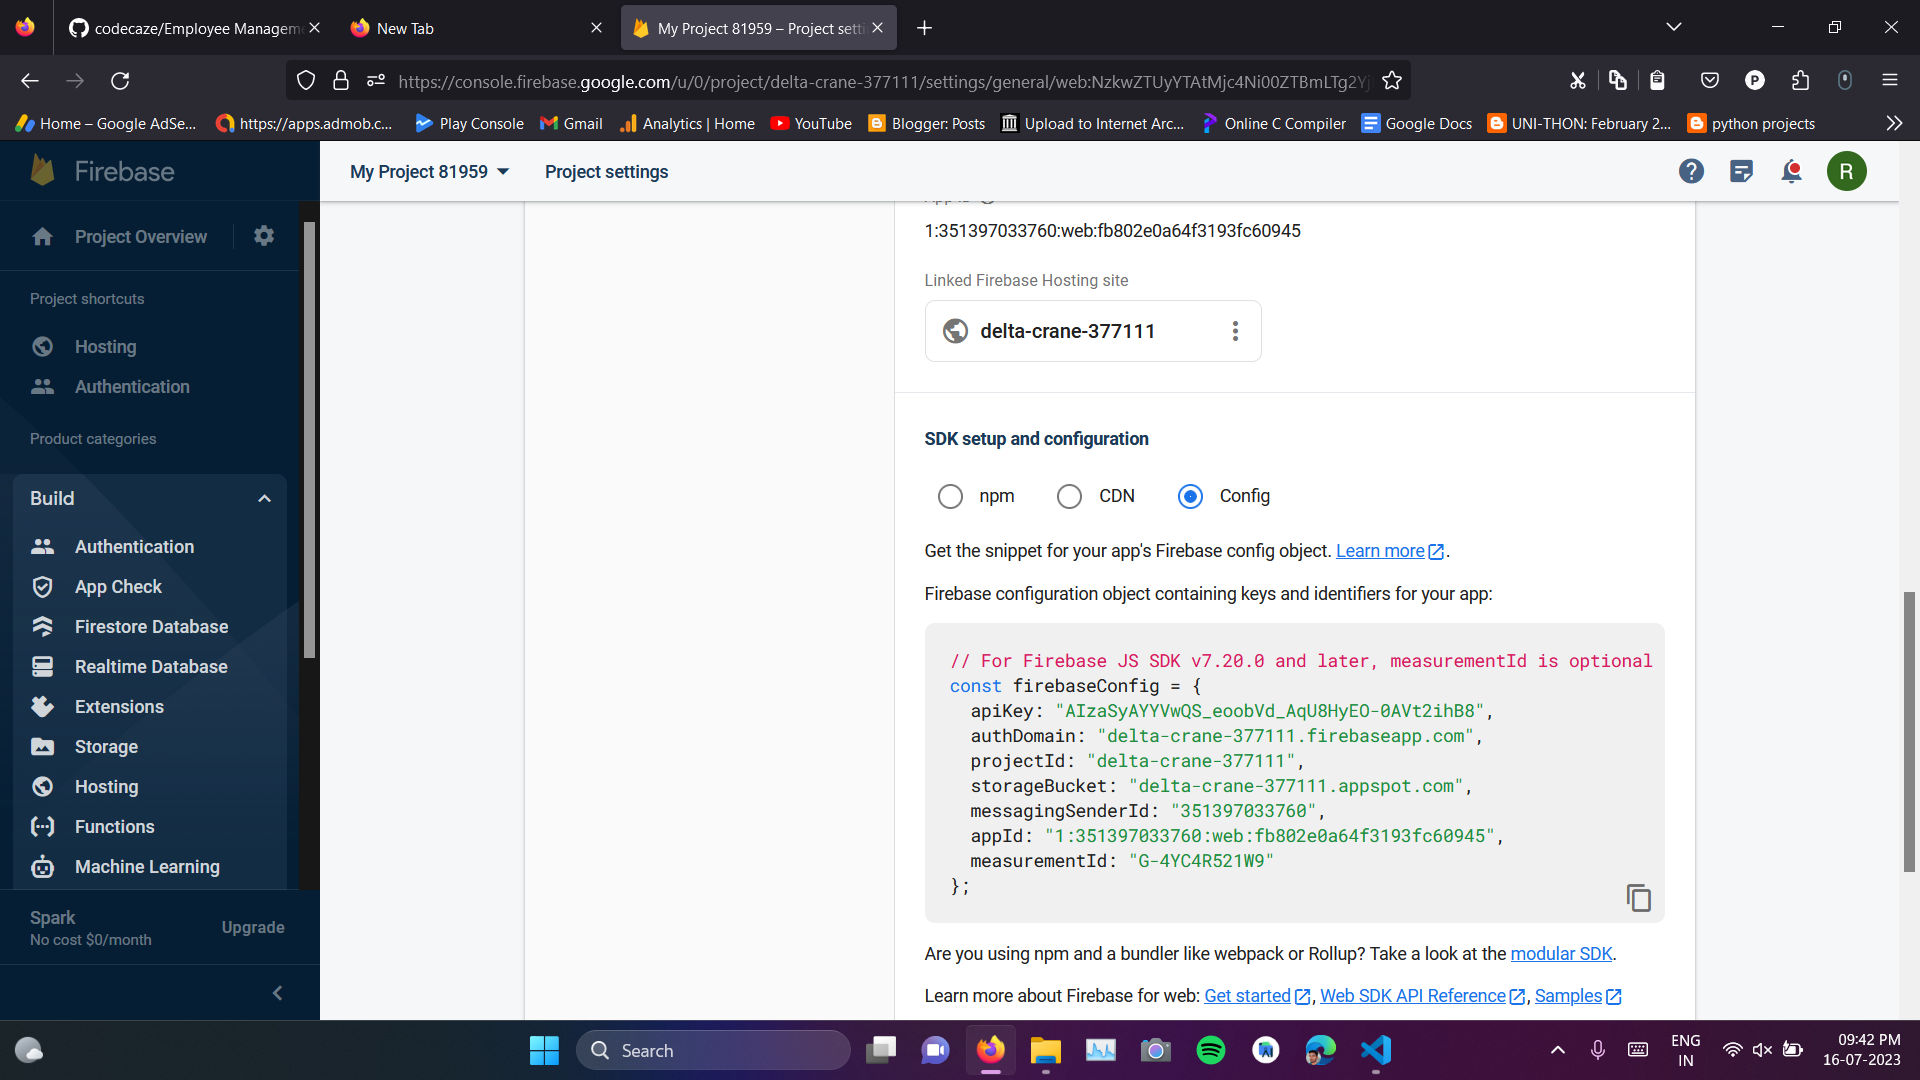 codecaze/Employee Managem
New Tab
My Project 81959 – Project setti
https://console.firebase.google.com/u/0/project/delta-crane-377111/settings/general/web:NzkwZTUyYTAtMjc4Ni00ZTBmLTg2Y
P
Home – Google AdSe...
https://apps.admob.c...
Play Console
Gmail
Analytics | Home
YouTube
Blogger: Posts
Upload to Internet Arc...
Online C Compiler
Google Docs
UNI-THON: February 2...
python projects
Firebase
My Project 81959
Project settings
R
Project Overview
Project shortcuts
Hosting
Authentication
Product categories
Build
Authentication
App Check
Firestore Database
Realtime Database
Extensions
Storage
Hosting
Functions
Machine Learning
Spark
No cost $0/month
Upgrade
1:351397033760:web:fb802e0a64f3193fc60945
Linked Firebase Hosting site
delta-crane-377111
SDK setup and configuration
npm
CDN
Config
Get the snippet for your app's Firebase config object. Learn more.
Firebase configuration object containing keys and identifiers for your app:
// For Firebase JS SDK v7.20.0 and later, measurementId is optional
const firebaseConfig = {
apiKey: "AIzaSyAYYVwQS_eoobVd_AqU8HyEO-0AVt2ihB8",
authDomain: "delta-crane-377111.firebaseapp.com",
projectId: "delta-crane-377111",
storageBucket: "delta-crane-377111.appspot.com",
messagingSenderId: "351397033760",
appId: "1:351397033760:web:fb802e0a64f3193fc60945",
measurementId: "G-4YC4R521W9"
};
Are you using npm and a bundler like webpack or Rollup? Take a look at the modular SDK.
Learn more about Firebase for web: Get started, Web SDK API Reference, Samples
Search
ENG
IN
09:42 PM
16-07-2023